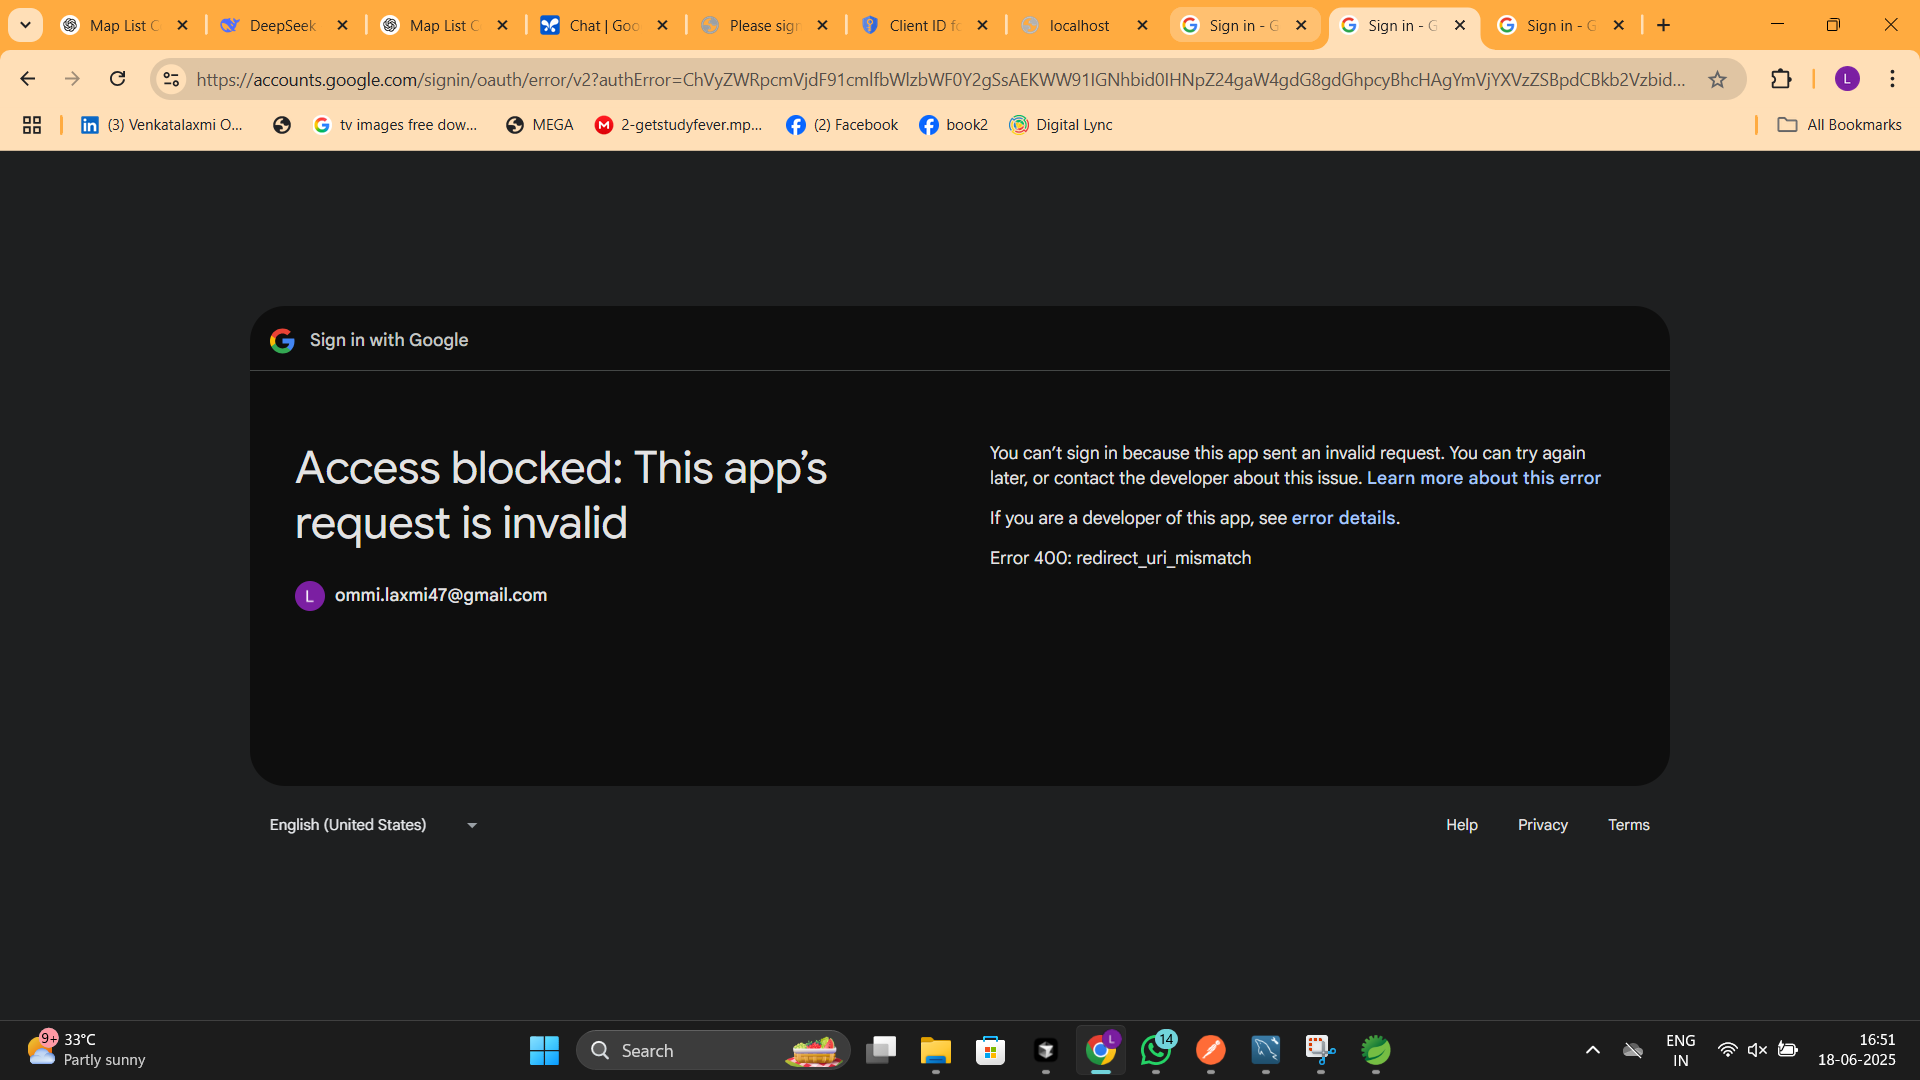 Map List C
DeepSeek
Map List C
Chat | Goo
Please sign
Client ID fo
localhost
Sign in - G
Sign in - G
Sign in - G
https://accounts.google.com/signin/oauth/error/v2?authError=ChVyZWRpcmVjdF91cmlfbWlzbWF0Y2gSsAEKWW91IGNhbid0IHNpZ24gaW4gdG8gdGhpcyBhcHAgYmVjYXVzZSBpdCBkb2Vzbid...
L
(3) Venkatalaxmi O...
tv images free dow...
MEGA
2-getstudyfever.mp...
(2) Facebook
book2
Digital Lync
All Bookmarks
Sign in with Google
Access blocked: This app’s
request is invalid
L
ommi.laxmi47@gmail.com
You can’t sign in because this app sent an invalid request. You can try again
later, or contact the developer about this issue. Learn more about this error
If you are a developer of this app, see error details.
Error 400: redirect_uri_mismatch
English (United States)
Help
Privacy
Terms
9+
33°C
Partly sunny
Search
L
14
ENG
IN
16:51
18-06-2025